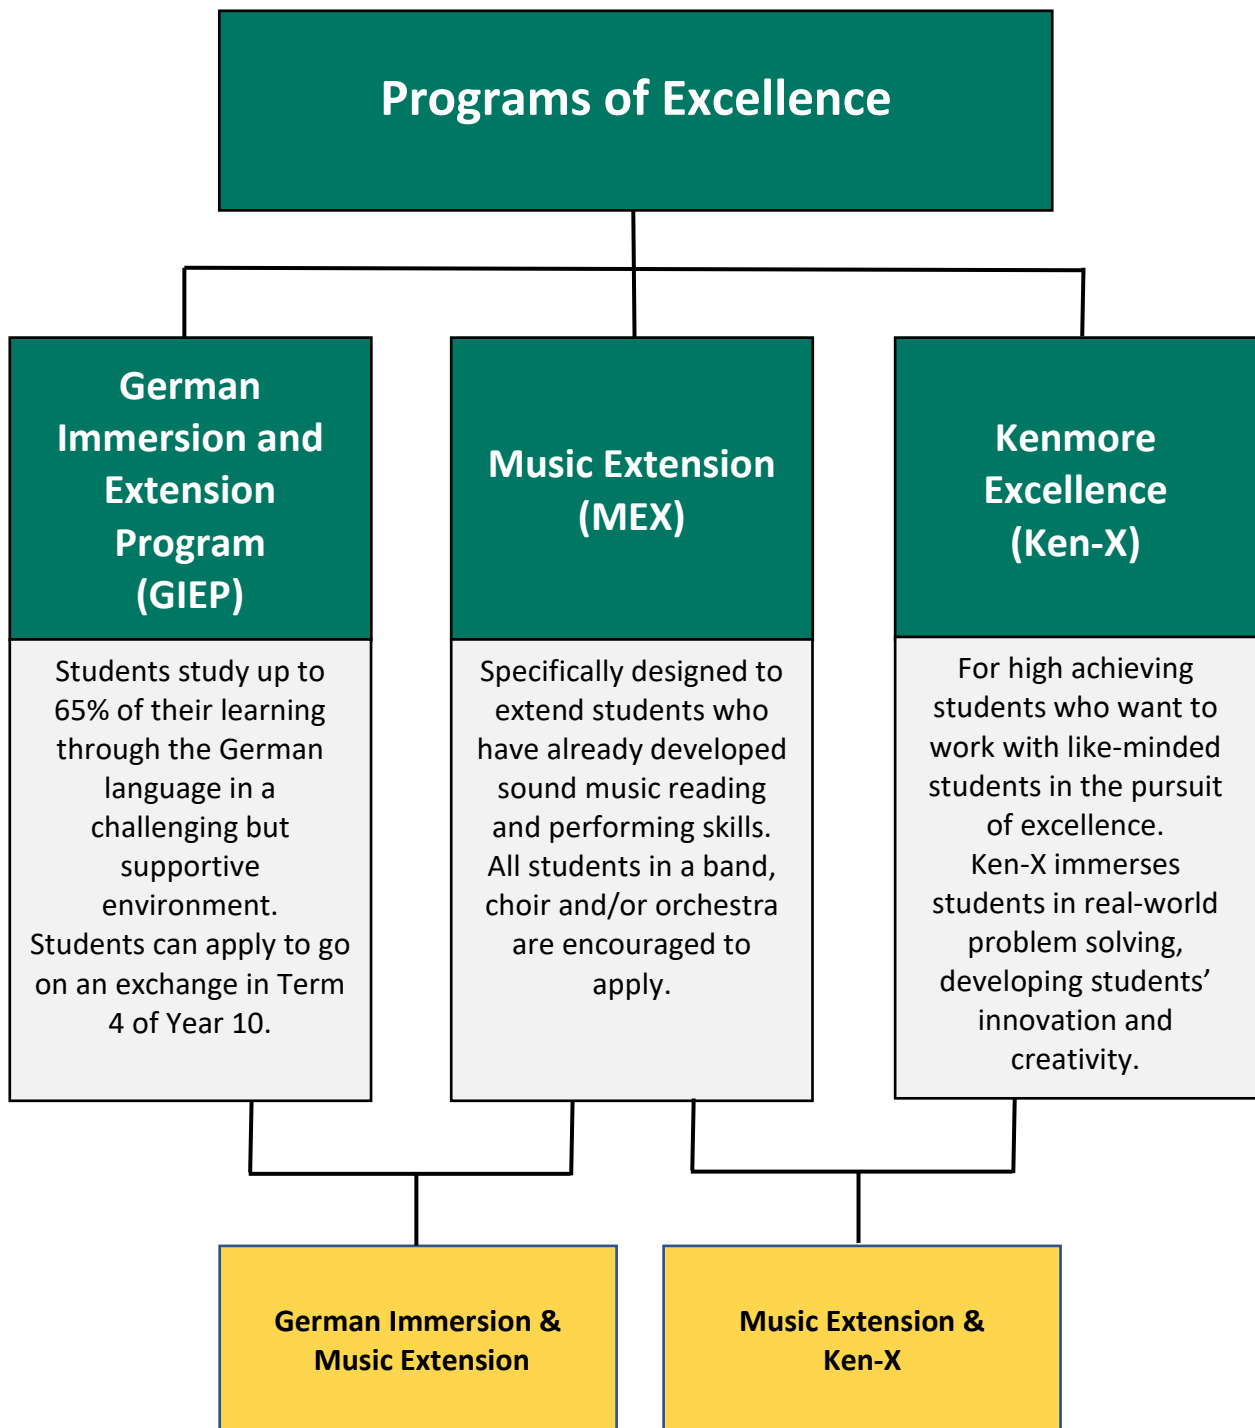 Programs of Excellence
German
Immersion and
Extension
Program
(GIEP)
Students study up to
65% of their learning
through the German
language in a
challenging but
supportive
environment.
Students can apply to go
on an exchange in Term
4 of Year 10.
Music Extension
(MEX)
Specifically designed to
extend students who
have already developed
sound music reading
and performing skills.
All students in a band,
choir and/or orchestra
are encouraged to
apply.
Kenmore
Excellence
(Ken-X)
For high achieving
students who want to
work with like-minded
students in the pursuit
of excellence.
Ken-X immerses
students in real-world
problem solving,
developing students’
innovation and
creativity.
German Immersion &
Music Extension
Music Extension &
Ken-X